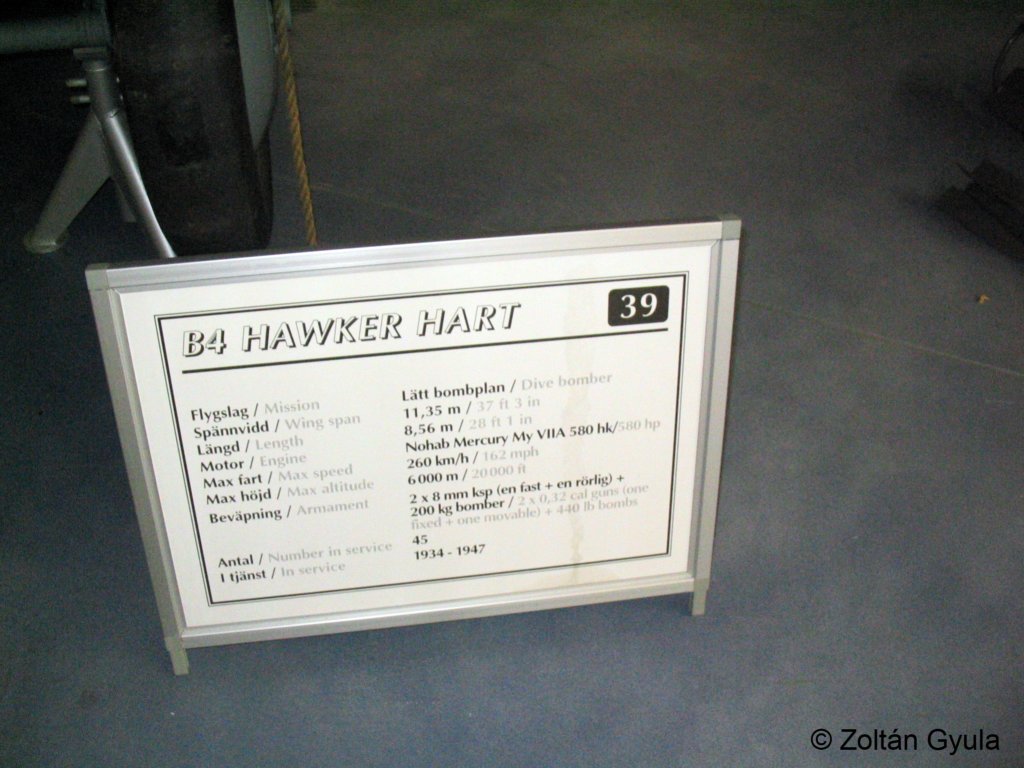 B4 HAWKER HART 39
Flygslag / Mission Lätt bombplan / Dive bomber
Spännvidd / Wing span 11,35 m / 37 ft 3 in
Längd / Length 8,56 m / 28 ft 1 in
Motor / Engine Nohab Mercury My VIIA 580 hk/580 hp
Max fart / Max speed 260 km/h / 162 mph
Max höjd / Max altitude 6 000 m / 20 000 ft
Beväpning / Armament 2 x 8 mm ksp (en fast + en rörlig) +
200 kg bomber / 2 x 0,32 cal guns (one
fixed + one movable) + 440 lb bombs
Antal / Number in service 45
I tjänst / In service 1934 - 1947
© Zoltán Gyula